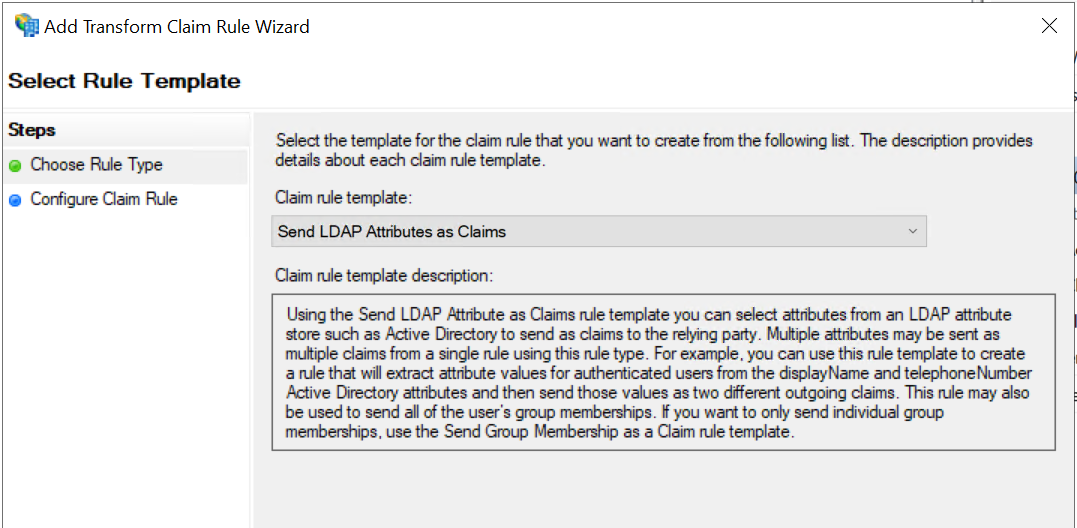 Add Transform Claim Rule Wizard
Select Rule Template
Steps
Choose Rule Type
Configure Claim Rule
Select the template for the claim rule that you want to create from the following list. The description provides
details about each claim rule template.
Claim rule template:
Send LDAP Attributes as Claims
Claim rule template description:
Using the Send LDAP Attribute as Claims rule template you can select attributes from an LDAP attribute
store such as Active Directory to send as claims to the relying party. Multiple attributes may be sent as
multiple claims from a single rule using this rule type. For example, you can use this rule template to create
a rule that will extract attribute values for authenticated users from the displayName and telephoneNumber
Active Directory attributes and then send those values as two different outgoing claims. This rule may also
be used to send all of the user's group memberships. If you want to only send individual group
memberships, use the Send Group Membership as a Claim rule template.